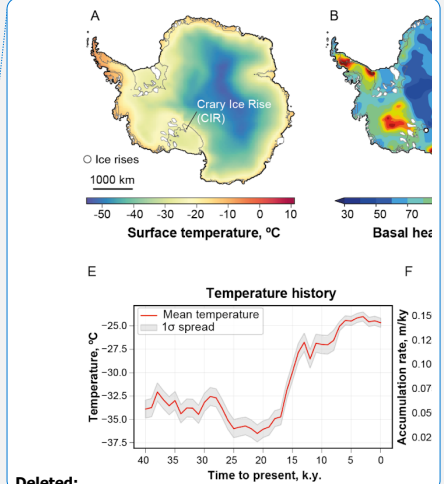 A
B
Crary Ice Rise
(CIR)
Ice rises
1000 km
-50 -40 -30 -20 -10 0 10
30 50 70
Surface temperature, ºC
Basal hea
E
F
Temperature history
Mean temperature
1σ spread
Temperature, ºC
−25.0
−27.5
−30.0
−32.5
−35.0
−37.5
40 35 30 25 20 15 10 5 0
Time to present, k.y.
Accumulation rate, m/ky
0.15
0.12
0.10
0.07
0.05
0.02
Deleted: